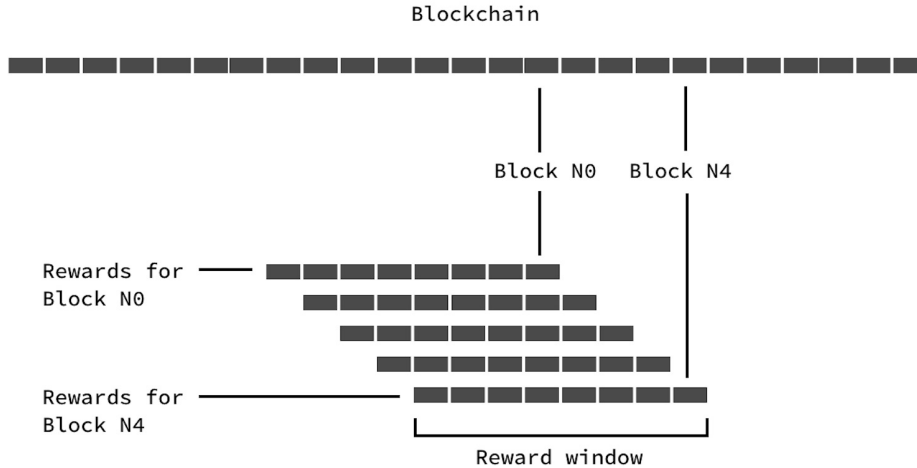 Blockchain
Block N0
Block N4
Rewards for
Block N0
Rewards for
Block N4
Reward window